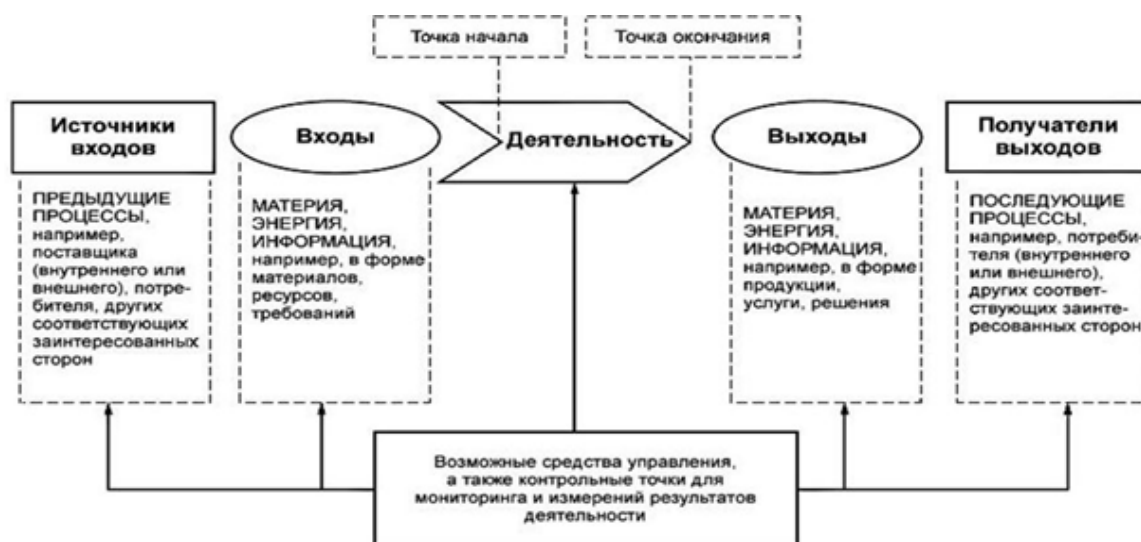 Точка начала
Точка окончания
Источники
входов
Входы
Деятельность
Выходы
Получатели
выходов
ПРЕДЫДУЩИЕ
ПРОЦЕССЫ,
например,
поставщика
(внутреннего или
внешнего), потре-
бителя, других
соответствующих
заинтересованных
сторон
МАТЕРИЯ,
ЭНЕРГИЯ,
ИНФОРМАЦИЯ,
например, в форме
материалов,
ресурсов,
требований
МАТЕРИЯ,
ЭНЕРГИЯ,
ИНФОРМАЦИЯ,
например, в форме
продукции,
услуги, решения
ПОСЛЕДУЮЩИЕ
ПРОЦЕССЫ,
например, потреби-
теля (внутреннего
или внешнего),
других соответ-
ствующих заинте-
ресованных сторон
Возможные средства управления,
а также контрольные точки для
мониторинга и измерений результатов
деятельности